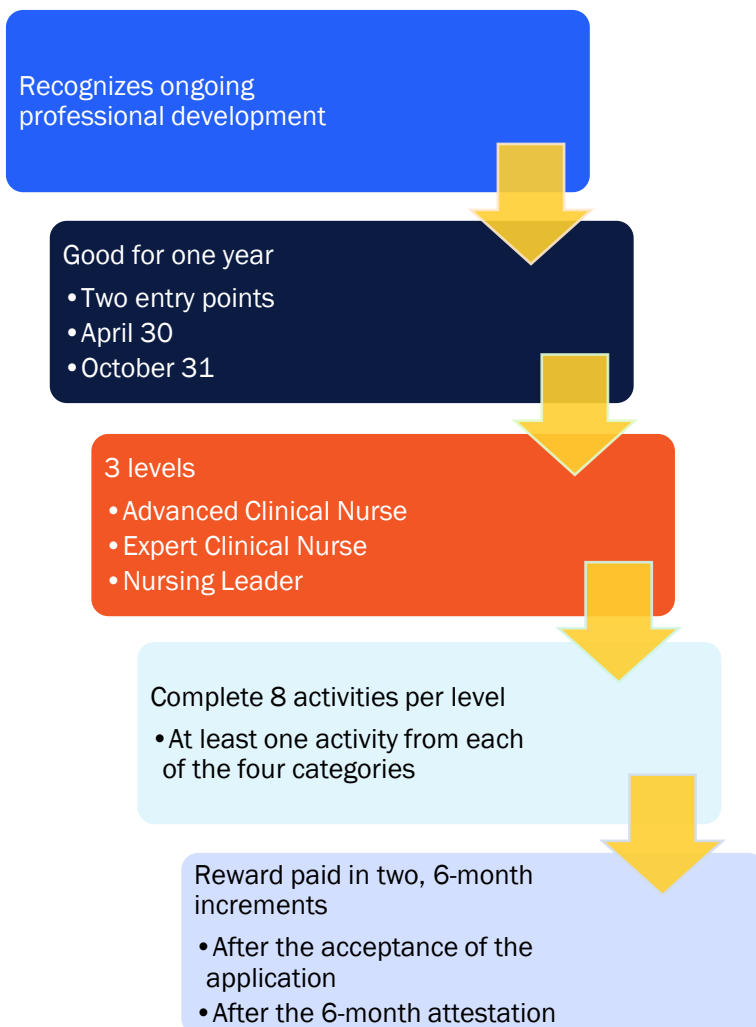 Recognizes ongoing
professional development
Good for one year
•Two entry points
•April 30
•October 31
3 levels
•Advanced Clinical Nurse
•Expert Clinical Nurse
•Nursing Leader
Complete 8 activities per level
•At least one activity from each
of the four categories
Reward paid in two, 6-month
increments
•After the acceptance of the
application
•After the 6-month attestation